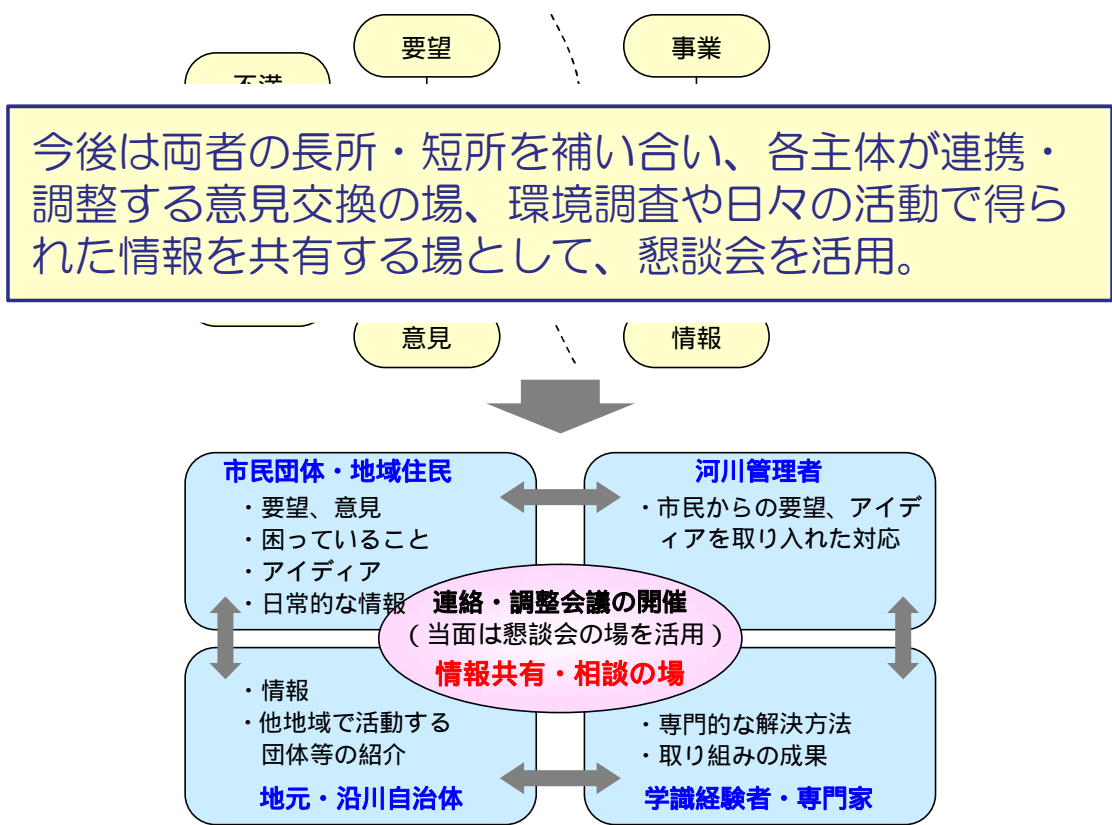 要望
事業
今後は両者の長所・短所を補い合い、各主体が連携・
調整する意見交換の場、環境調査や日々の活動で得ら
れた情報を共有する場として、懇談会を活用。
意見
情報
市民団体・地域住民
・要望、意見
・困っていること
・アイディア
・日常的な情報
河川管理者
・市民からの要望、アイデ
ィアを取り入れた対応
連絡・調整会議の開催
（当面は懇談会の場を活用）
情報共有・相談の場
・情報
・他地域で活動する
団体等の紹介
地元・沿川自治体
・専門的な解決方法
・取り組みの成果
学識経験者・専門家